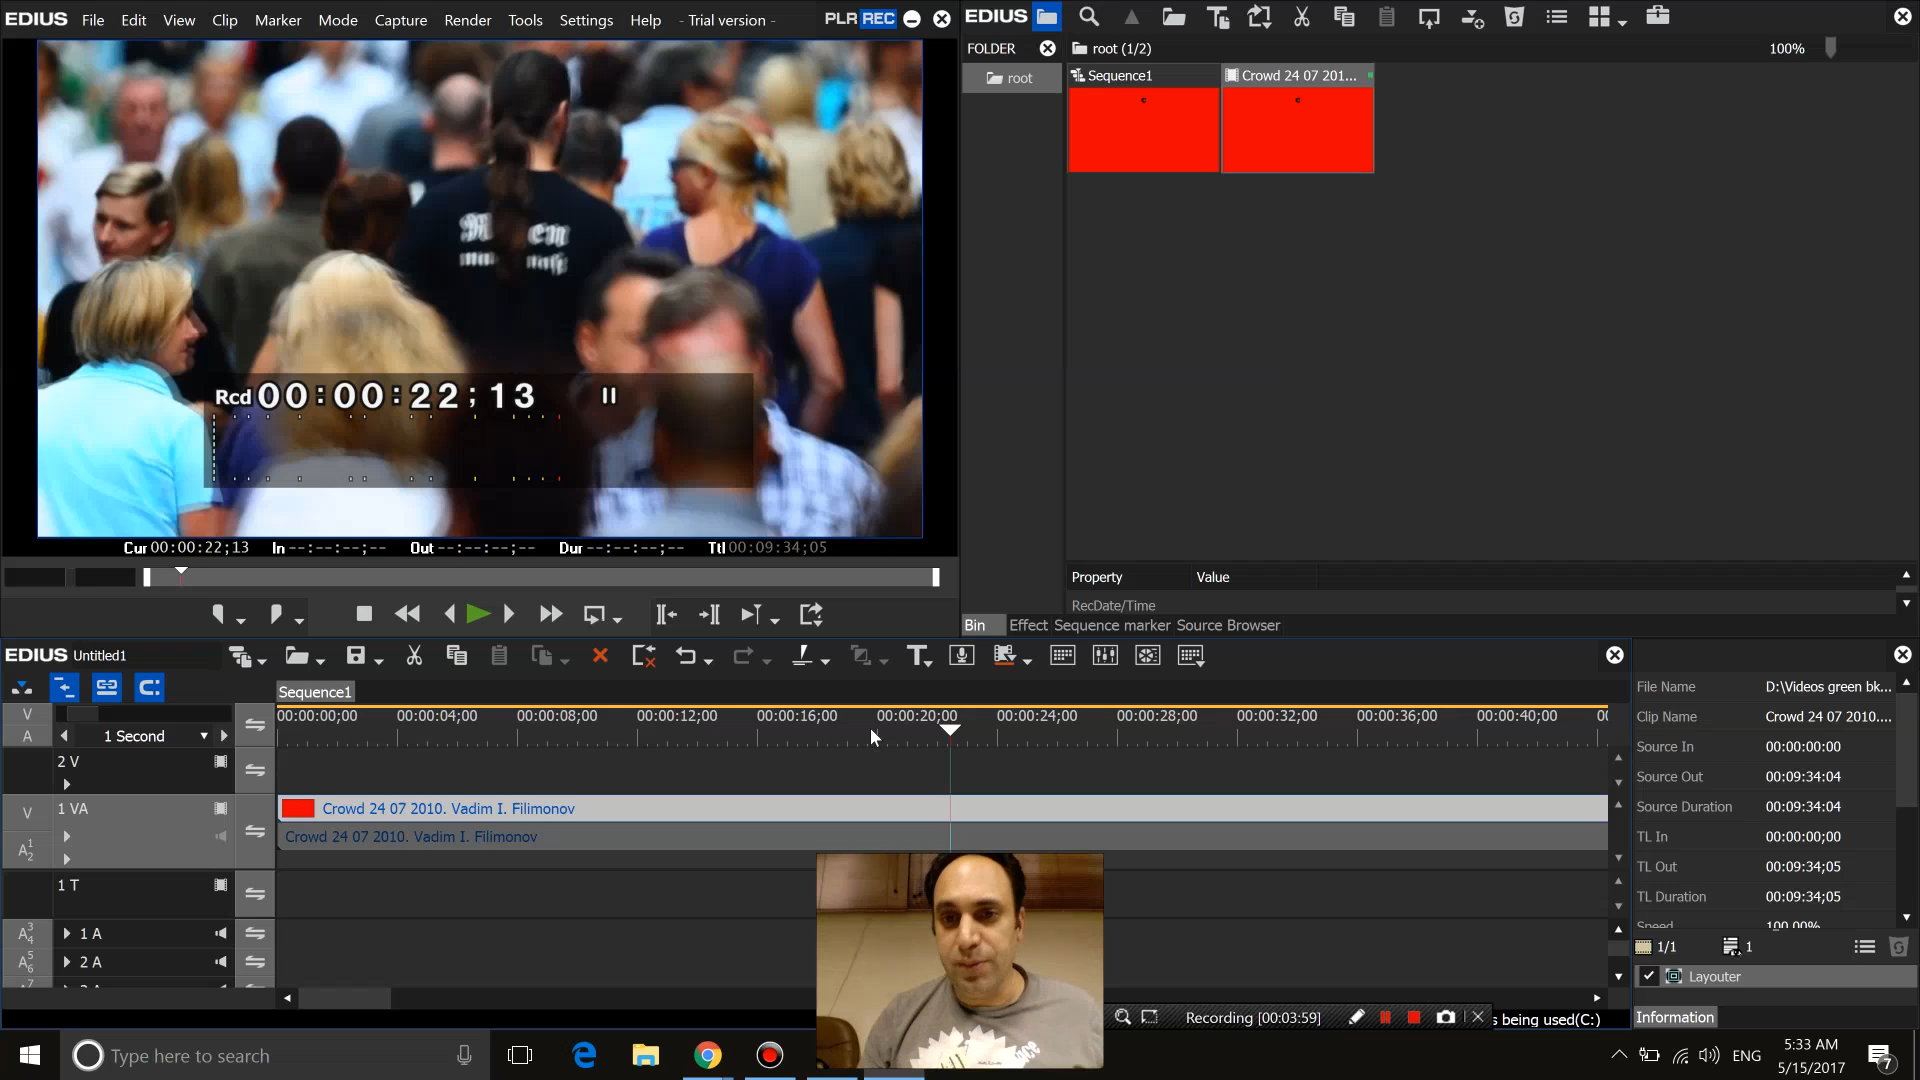 EDIUS File Edit View Clip Marker Mode Capture Render Tools Settings Help - Trial version - PLR REC
EDIUS
FOLDER root (1/2) 100%
root
Sequence1 Crowd 24 07 201...
Rcd 00:00:22;13
Cur 00:00:22;13 In --:--:--;-- Out --:--:--;-- Dur --:--:--;-- Ttl 00:09:34;05
Property Value
RecDate/Time
Bin Effect Sequence marker Source Browser
EDIUS Untitled1
Sequence1
V 00:00:00;00 00:00:04;00 00:00:08;00 00:00:12;00 00:00:16;00 00:00:20;00 00:00:24;00 00:00:28;00 00:00:32;00 00:00:36;00 00:00:40;00
A 1 Second
2 V
V 1 VA Crowd 24 07 2010. Vadim I. Filimonov
A 1 2 Crowd 24 07 2010. Vadim I. Filimonov
1 T
A 3 4 1 A
A 5 6 2 A
File Name D:\Videos green bk...
Clip Name Crowd 24 07 2010....
Source In 00:00:00:00
Source Out 00:09:34:04
Source Duration 00:09:34:04
TL In 00:00:00;00
TL Out 00:09:34;05
TL Duration 00:09:34;05
Speed 100.00%
1/1 1
Layouter
Information
Recording [00:03:59]
s being used(C:)
Type here to search
ENG
5:33 AM
5/15/2017
7